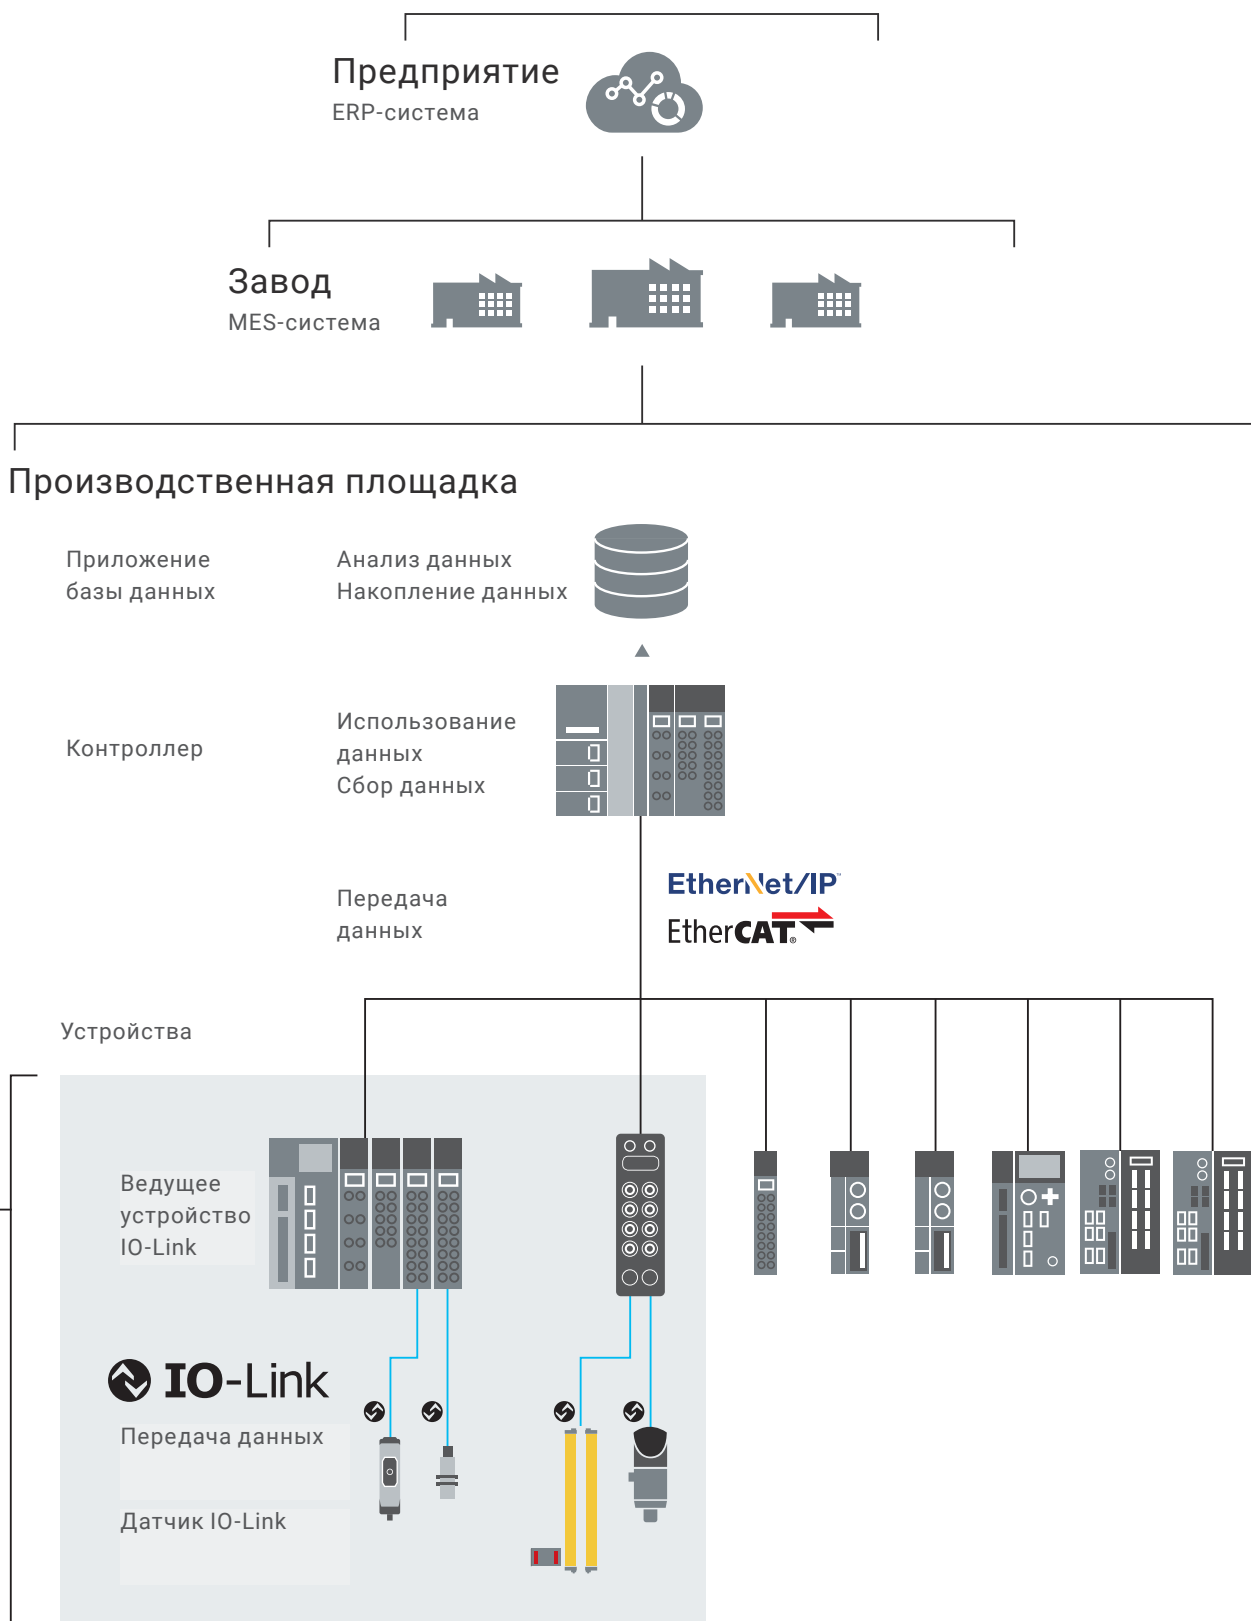 Предприятие
ERP-система
Завод
MES-система
Производственная площадка
Приложение
базы данных
Анализ данных
Накопление данных
Контроллер
Использование
данных
Сбор данных
Передача
данных
EtherNet/IP™
EtherCAT®
Устройства
Ведущее
устройство
IO-Link
IO-Link
Передача данных
Датчик IO-Link